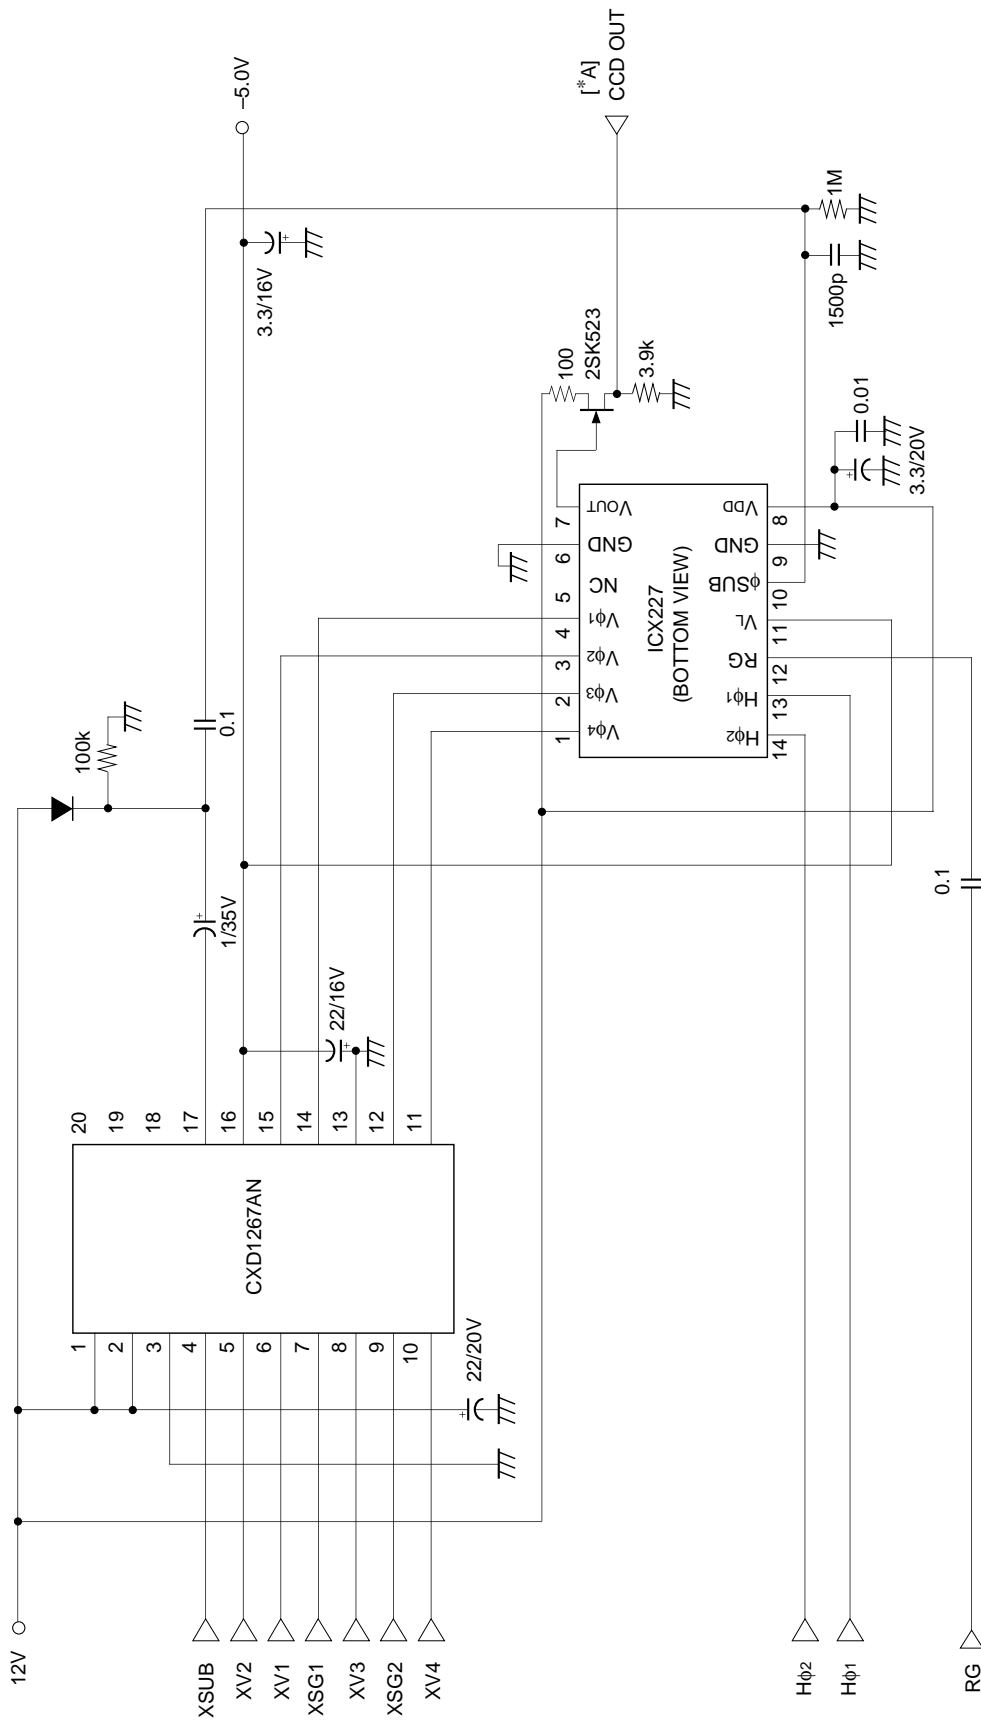 12V
XSUB
XV2
XV1
XSG1
XV3
XSG2
XV4
Hϕ2
Hϕ1
RG
1
2
3
4
5
6
7
8
9
10
22/20V
CXD1267AN
20
19
18
17
16
15
14
13
12
11
22/16V
1/35V
100k
0.1
0.1
3.3/16V
–5.0V
1
2
3
4
5
6
7
Vϕ4
Vϕ3
Vϕ2
Vϕ1
NC
GND
VOUT
ICX227
(BOTTOM VIEW)
Hϕ2
Hϕ1
RG
VL
ϕSUB
GND
VDD
14
13
12
11
10
9
8
100
2SK523
3.9k
[*A]
CCD OUT
0.01
3.3/20V
1500p
1M